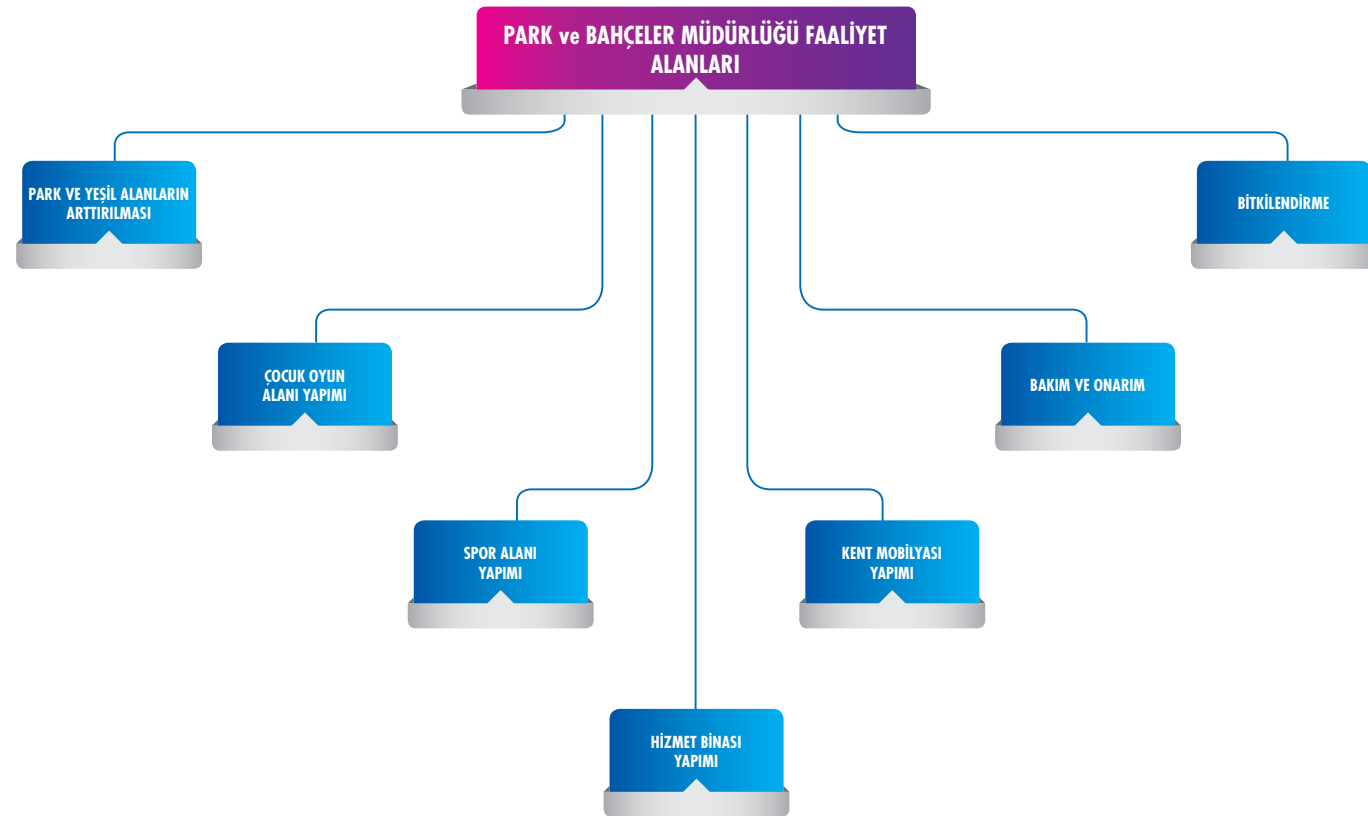 PARK ve BAHÇELER MÜDÜRLÜĞÜ FAALİYET
ALANLARI
PARK VE YEŞİL ALANLARIN
ARTTIRILMASI
BİTKİLENDİRME
ÇOCUK OYUN
ALANI YAPIMI
BAKIM VE ONARIM
SPOR ALANI
YAPIMI
KENT MOBİLYASI
YAPIMI
HİZMET BİNASI
YAPIMI